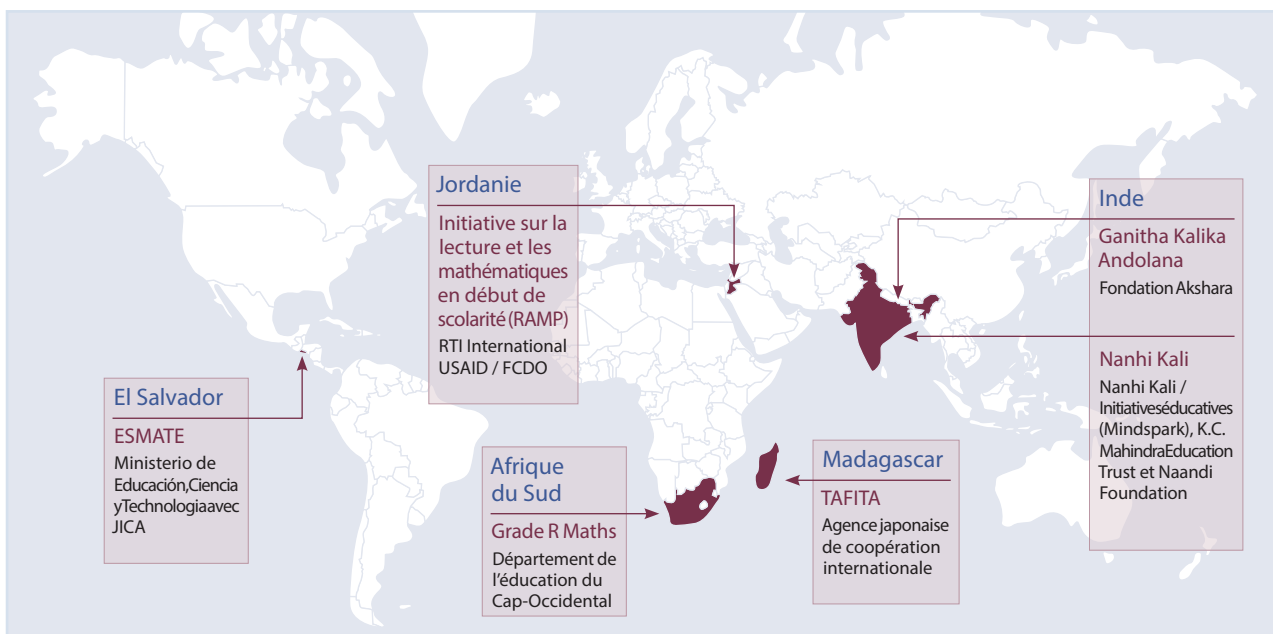 Jordanie
Initiative sur la
lecture et les
mathématiques
en début de
scolarité (RAMP)
RTI International
USAID / FCDO
Inde
Ganitha Kalika
Andolana
Fondation Akshara
Nanhi Kali
Nanhi Kali /
Initiativeséducatives
(Mindspark), K.C.
MahindraEducation
Trust et Naandi
Foundation
El Salvador
ESMATE
Ministerio de
Educación,Ciencia
yTechnologiaavec
JICA
Afrique
du Sud
Grade R Maths
Département de
l'éducation du
Cap-Occidental
Madagascar
TAFITA
Agence japonaise
de coopération
internationale